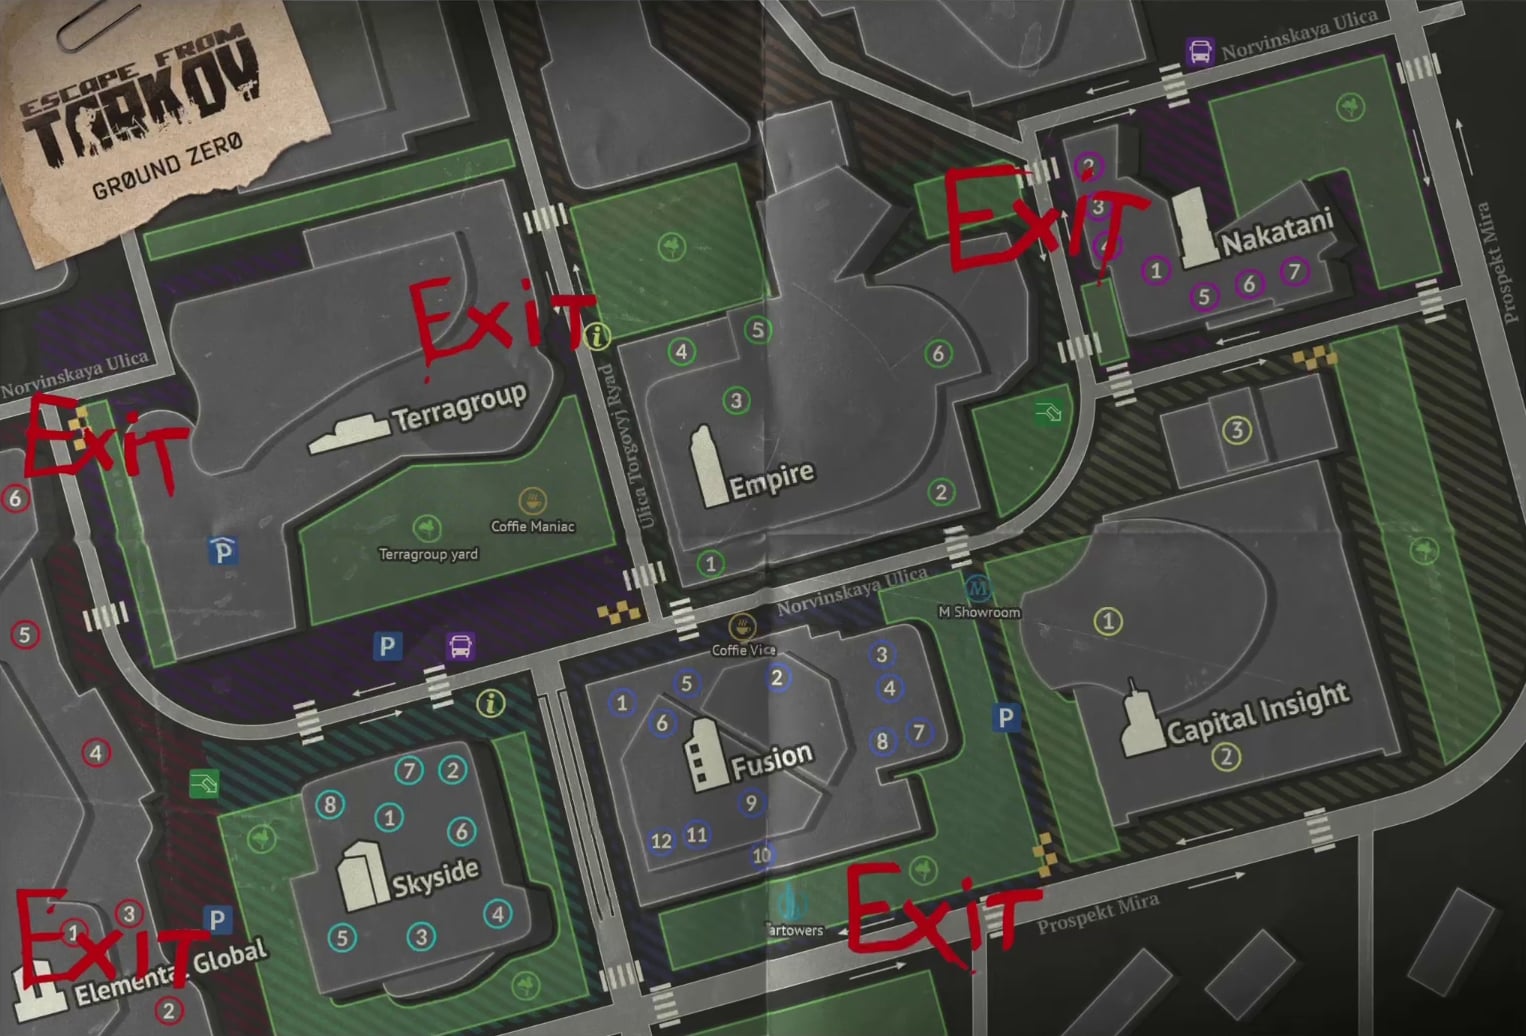 ESCAPE FROM
TARKOV
GROUND ZERO
Norvinskaya Ulica
Prospekt Mira
2
3
4
1
5
6
7
Nakatani
Exit
Exit
Exit
Norvinskaya Ulica
Terragroup
Ulica Torgovyi Ryad
i
4
5
3
6
Empire
2
1
3
6
5
4
P
Coffie Maniac
Terragroup yard
P
Norvinskaya Ulica
M
M Showroom
Coffie Vice
1
Capital Insight
2
P
i
1
5
2
3
4
6
8
7
Fusion
9
12
11
10
7
2
8
1
6
Skyside
5
3
4
Exit
1
3
P
Elemental Global
2
Exit
artowers
Prospekt Mira